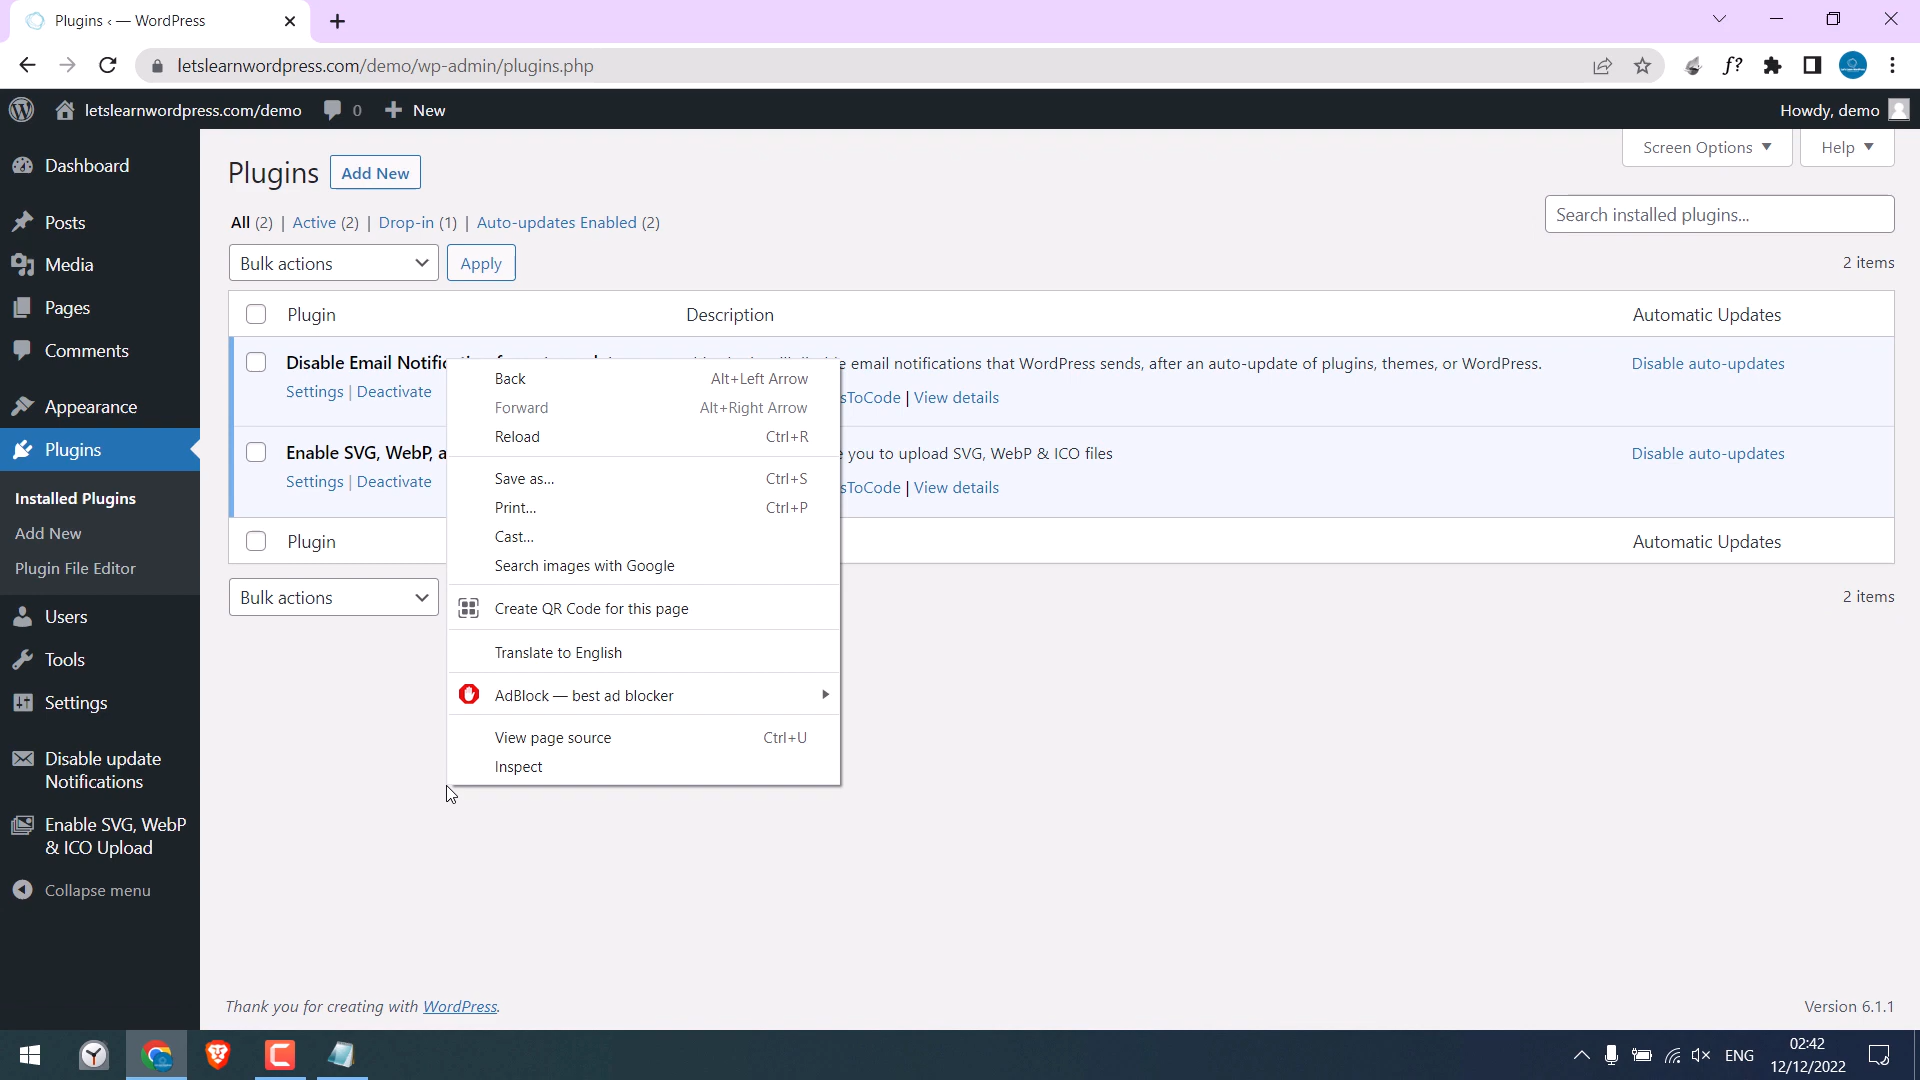 Plugins ‹ — WordPress
letslearnwordpress.com/demo/wp-admin/plugins.php
f?
letslearnwordpress.com/demo 0 New
Howdy, demo
Dashboard
Posts
Media
Pages
Comments
Appearance
Plugins
Installed Plugins
Add New
Plugin File Editor
Users
Tools
Settings
Disable update
Notifications
Enable SVG, WebP
& ICO Upload
Collapse menu
Screen Options
Help
Plugins Add New
All (2) | Active (2) | Drop-in (1) | Auto-updates Enabled (2)
Search installed plugins...
Bulk actions
Apply
2 items
Plugin Description Automatic Updates
Disable Email Notific
email notifications that WordPress sends, after an auto-update of plugins, themes, or WordPress.
Disable auto-updates
Settings | Deactivate
sToCode | View details
Enable SVG, WebP, a
you to upload SVG, WebP & ICO files
Disable auto-updates
Settings | Deactivate
sToCode | View details
Plugin
Automatic Updates
Bulk actions
2 items
Back Alt+Left Arrow
Forward Alt+Right Arrow
Reload Ctrl+R
Save as... Ctrl+S
Print... Ctrl+P
Cast...
Search images with Google
Create QR Code for this page
Translate to English
AdBlock — best ad blocker
View page source Ctrl+U
Inspect
Thank you for creating with WordPress.
Version 6.1.1
ENG
02:42
12/12/2022